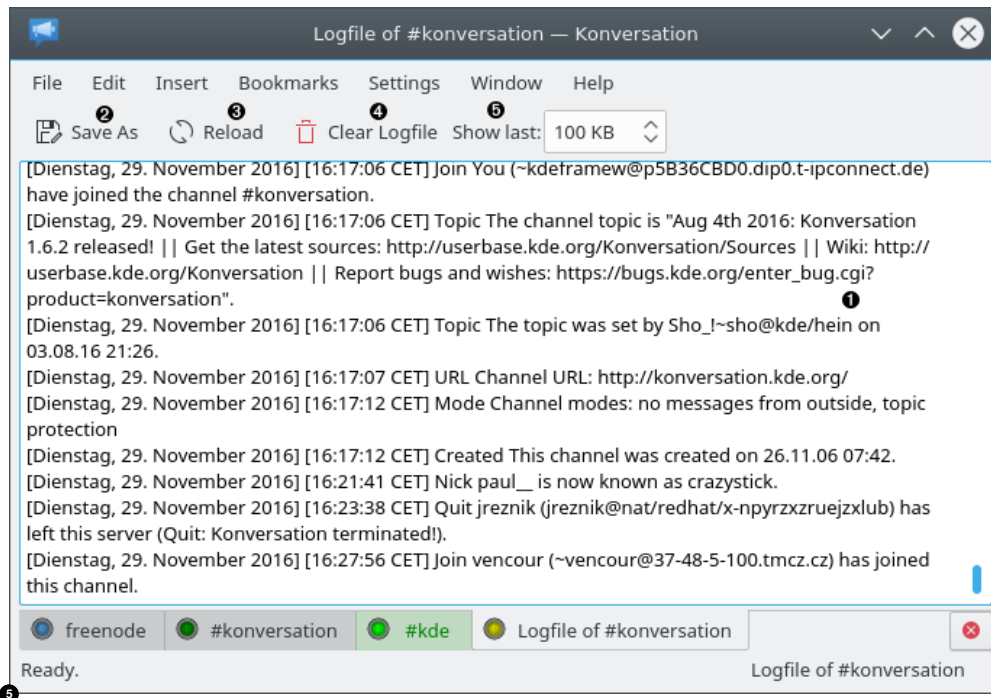 Logfile of #konversation — Konversation
File Edit Insert Bookmarks Settings Window Help
❷ ❸ ❹ ❺
Save As Reload Clear Logfile Show last: 100 KB
[Dienstag, 29. November 2016] [16:17:06 CET] Join You (~kdeframew@p5B36CBD0.dip0.t-ipconnect.de)
have joined the channel #konversation.
[Dienstag, 29. November 2016] [16:17:06 CET] Topic The channel topic is "Aug 4th 2016: Konversation
1.6.2 released! || Get the latest sources: http://userbase.kde.org/Konversation/Sources || Wiki: http://
userbase.kde.org/Konversation || Report bugs and wishes: https://bugs.kde.org/enter_bug.cgi?
product=konversation".
❶
[Dienstag, 29. November 2016] [16:17:06 CET] Topic The topic was set by Sho_!~sho@kde/hein on
03.08.16 21:26.
[Dienstag, 29. November 2016] [16:17:07 CET] URL Channel URL: http://konversation.kde.org/
[Dienstag, 29. November 2016] [16:17:12 CET] Mode Channel modes: no messages from outside, topic
protection
[Dienstag, 29. November 2016] [16:17:12 CET] Created This channel was created on 26.11.06 07:42.
[Dienstag, 29. November 2016] [16:21:41 CET] Nick paul__ is now known as crazystick.
[Dienstag, 29. November 2016] [16:23:38 CET] Quit jreznik (jreznik@nat/redhat/x-npyrzxzruejzxlub) has
left this server (Quit: Konversation terminated!).
[Dienstag, 29. November 2016] [16:27:56 CET] Join vencour (~vencour@37-48-5-100.tmcz.cz) has joined
this channel.
freenode #konversation #kde Logfile of #konversation
Ready. Logfile of #konversation
❺